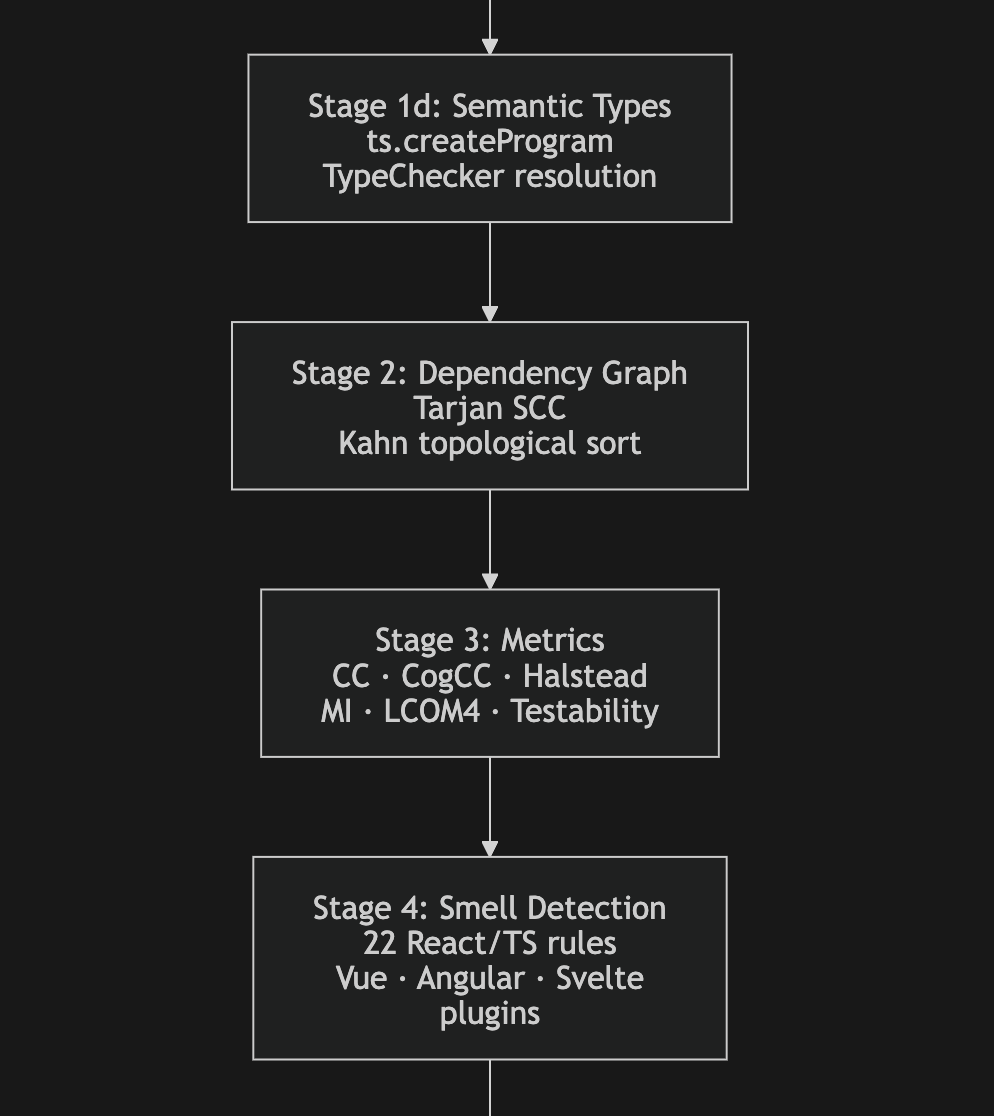 Stage 1d: Semantic Types
ts.createProgram
TypeChecker resolution
Stage 2: Dependency Graph
Tarjan SCC
Kahn topological sort
Stage 3: Metrics
CC · CogCC · Halstead
MI · LCOM4 · Testability
Stage 4: Smell Detection
22 React/TS rules
Vue · Angular · Svelte
plugins